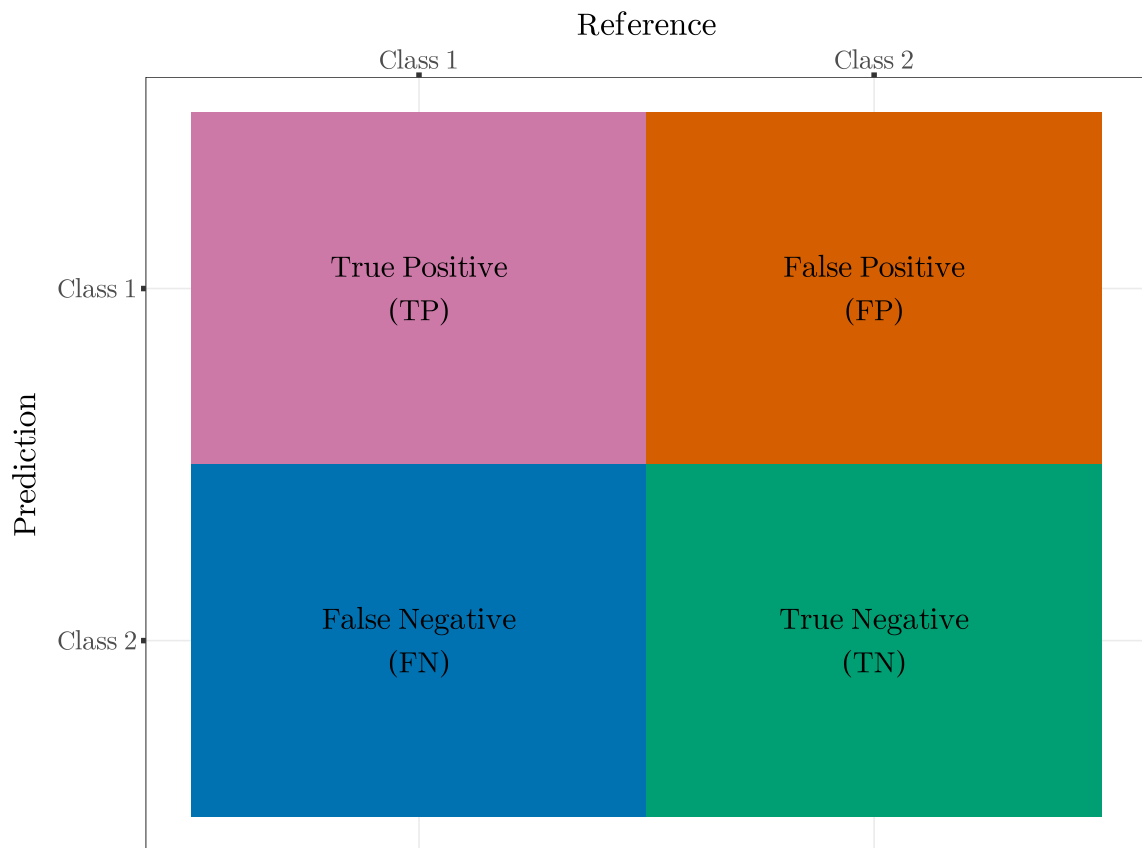 Reference
Class 1
Class 2
Class 1
True Positive
(TP)
False Positive
(FP)
Prediction
Class 2
False Negative
(FN)
True Negative
(TN)